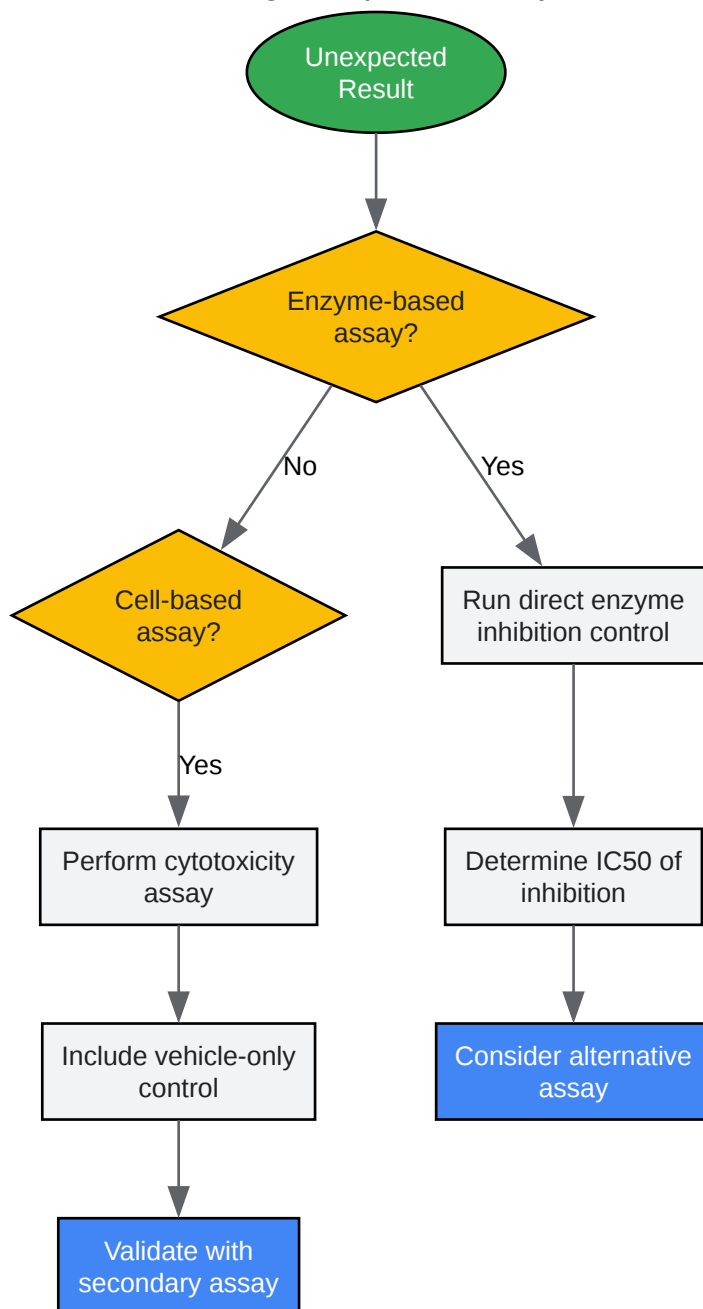 Unexpected
Result
Enzyme-based
assay?
No
Yes
Cell-based
assay?
Run direct enzyme
inhibition control
Yes
Perform cytotoxicity
assay
Determine IC50 of
inhibition
Include vehicle-only
control
Consider alternative
assay
Validate with
secondary assay